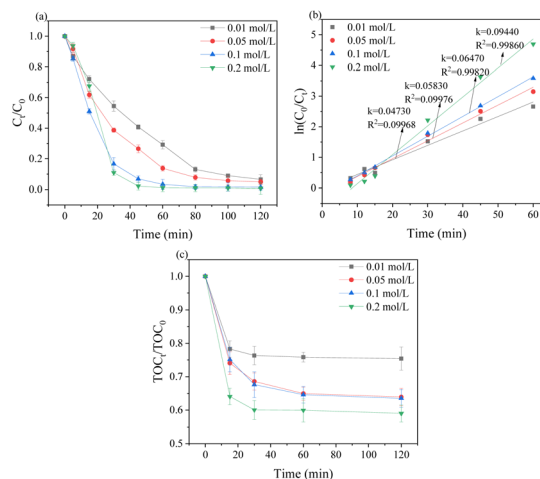 (a)
0.01 mol/L
0.05 mol/L
0.1 mol/L
0.2 mol/L
1.0
0.8
0.6
0.4
0.2
0.0
Ct/C0
0 20 40 60 80 100 120
Time (min)
(b)
0.01 mol/L
0.05 mol/L
0.1 mol/L
0.2 mol/L
k=0.09440
R²=0.99860
k=0.06470
R²=0.99820
k=0.05830
R²=0.99976
k=0.04730
R²=0.99968
5
4
3
2
1
0
ln(C0/Ct)
10 20 30 40 50 60
Time (min)
(c)
0.01 mol/L
0.05 mol/L
0.1 mol/L
0.2 mol/L
1.0
0.9
0.8
0.7
0.6
0.5
TOCt/TOC0
0 20 40 60 80 100 120
Time (min)